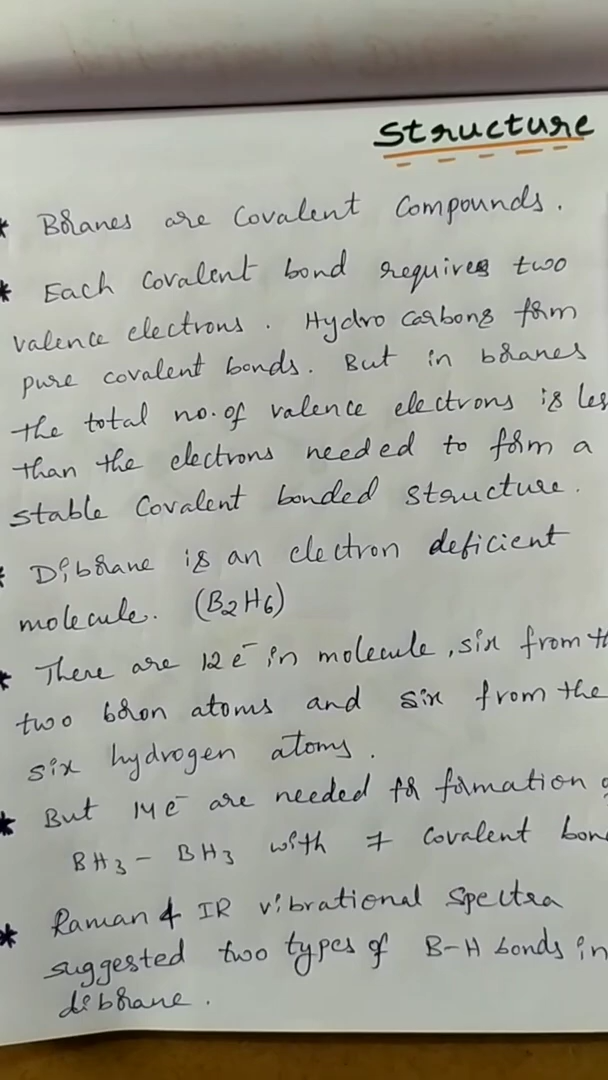 Structure
* Boranes are Covalent Compounds.
* Each Covalent bond requires two
valence electrons. Hydro carbons form
pure covalent bonds. But in boranes
the total no. of valence electrons is les
than the electrons needed to form a
stable Covalent bonded structure.
* Diborane is an electron deficient
molecule. (B2H6)
* There are 12 e⁻ in molecule, six from th
two boron atoms and six from the
six hydrogen atoms.
* But 14 e⁻ are needed for formation o
BH3 - BH3 with 7 Covalent bon
* Raman & IR vibrational Spectra
suggested two types of B-H bonds in
diborane.